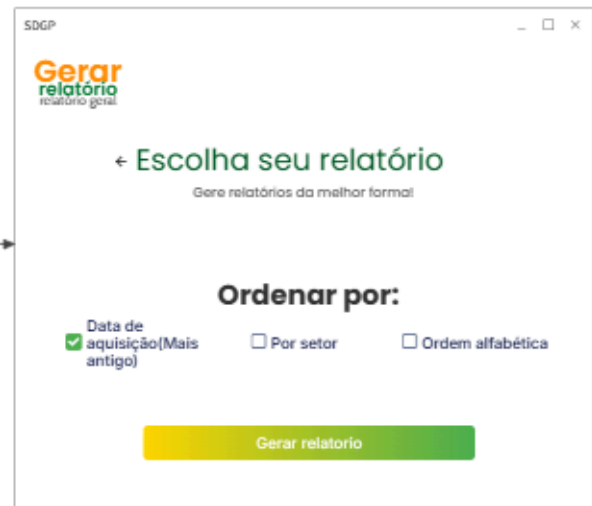 SDGP
Gerar
relatório
relatório geral
Escolha seu relatório
Gere relatórios da melhor forma!
Ordenar por:
Data de
aquisição(Mais
antigo)
Por setor
Ordem alfabética
Gerar relatorio